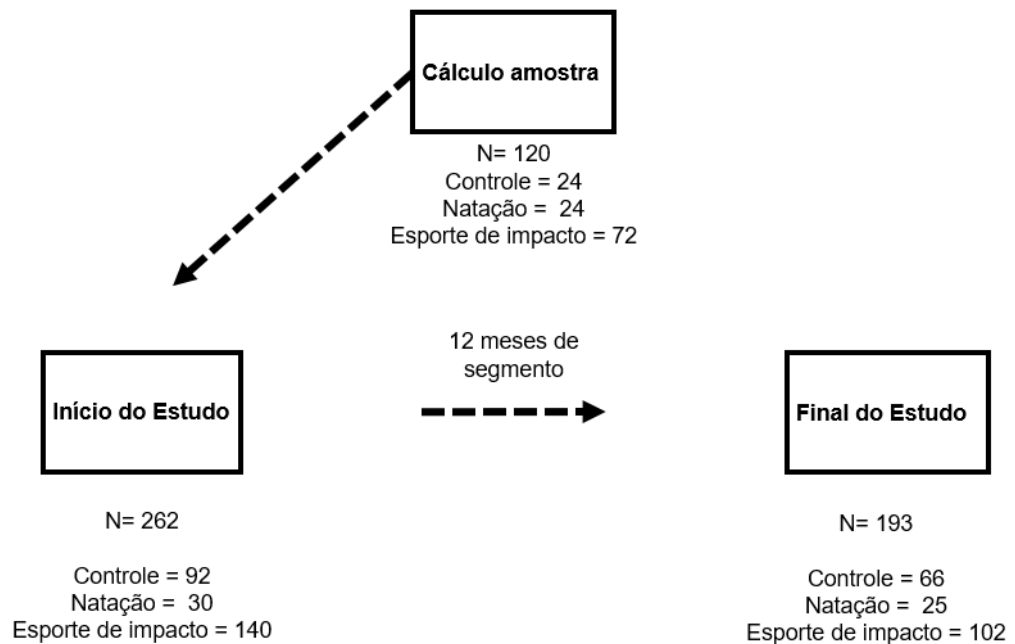 Cálculo amostra
N= 120
Controle = 24
Natação = 24
Esporte de impacto = 72
12 meses de
segmento
Início do Estudo
Final do Estudo
N= 262
Controle = 92
Natação = 30
Esporte de impacto = 140
N= 193
Controle = 66
Natação = 25
Esporte de impacto = 102